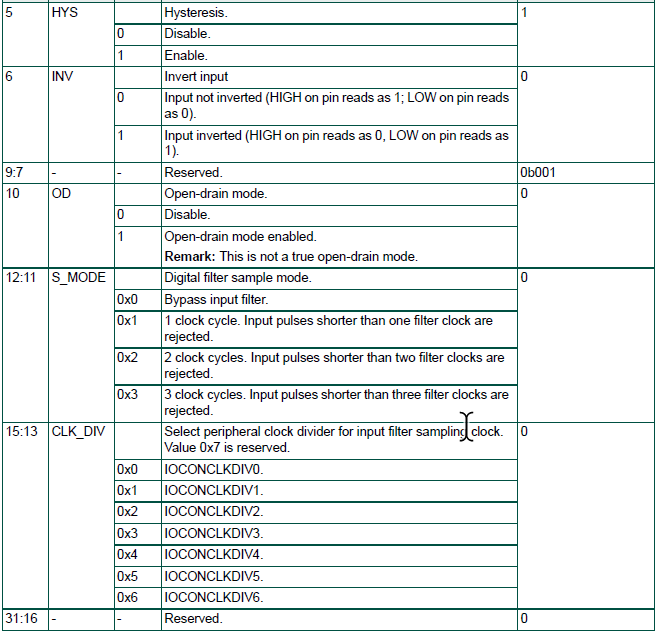 5 HYS Hysteresis. 1
0 Disable.
1 Enable.
6 INV Invert input 0
0 Input not inverted (HIGH on pin reads as 1; LOW on pin reads
as 0).
1 Input inverted (HIGH on pin reads as 0, LOW on pin reads as
1).
9:7 - - Reserved. 0b001
10 OD Open-drain mode. 0
0 Disable.
1 Open-drain mode enabled.
Remark: This is not a true open-drain mode.
12:11 S_MODE Digital filter sample mode. 0
0x0 Bypass input filter.
0x1 1 clock cycle. Input pulses shorter than one filter clock are
rejected.
0x2 2 clock cycles. Input pulses shorter than two filter clocks are
rejected.
0x3 3 clock cycles. Input pulses shorter than three filter clocks are
rejected.
15:13 CLK_DIV Select peripheral clock divider for input filter sampling clock. 0
Value 0x7 is reserved.
0x0 IOCONCLKDIV0.
0x1 IOCONCLKDIV1.
0x2 IOCONCLKDIV2.
0x3 IOCONCLKDIV3.
0x4 IOCONCLKDIV4.
0x5 IOCONCLKDIV5.
0x6 IOCONCLKDIV6.
31:16 - - Reserved. 0